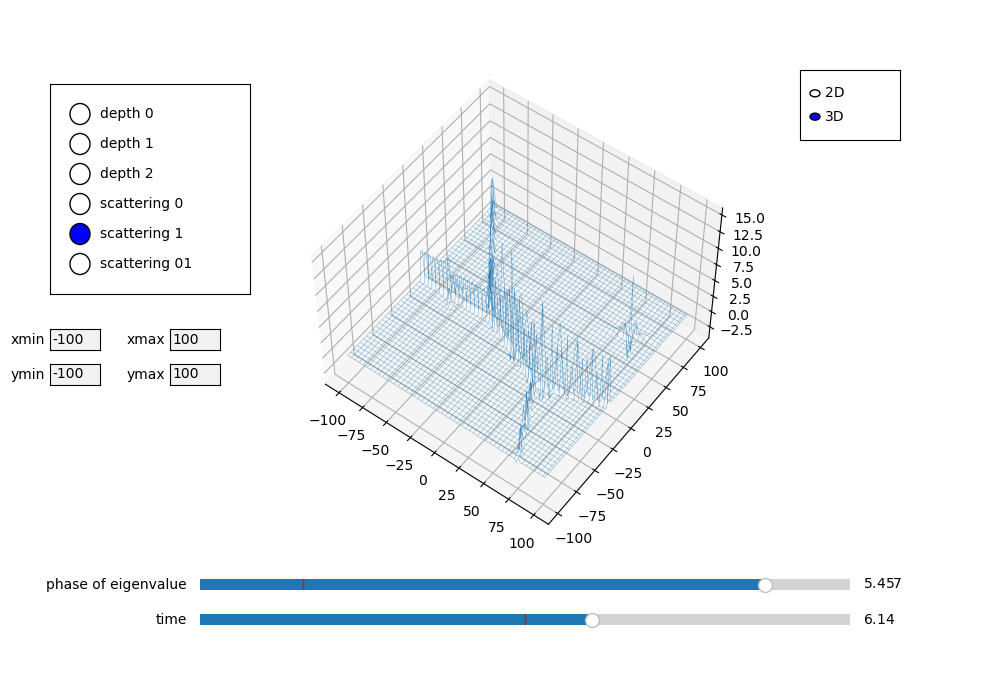 depth 0
depth 1
depth 2
scattering 0
scattering 1
scattering 01
2D
3D
xmin -100 xmax 100
ymin -100 ymax 100
15.0
12.5
10.0
7.5
5.0
2.5
0.0
−2.5
−100
−75
−50
−25
0
25
50
75
100
100
75
50
25
0
−25
−50
−75
−100
phase of eigenvalue 5.457
time 6.14